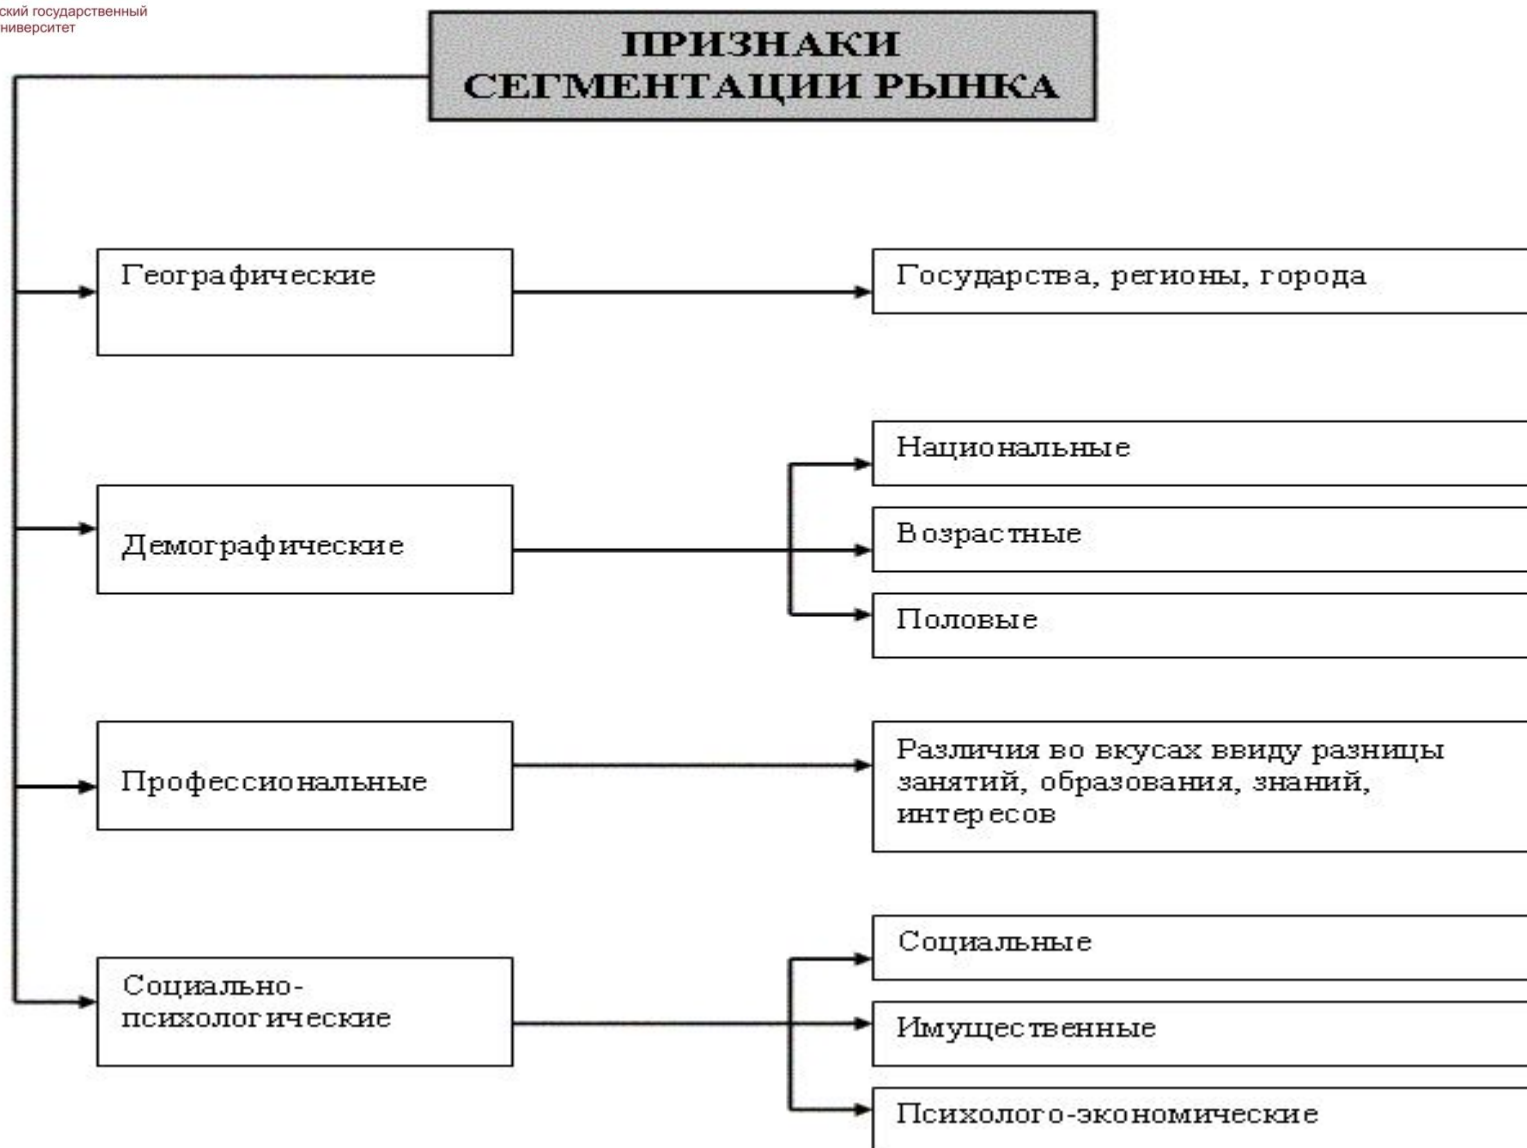 ский государственный
ниверситет
ПРИЗНАКИ
СЕГМЕНТАЦИИ РЫНКА
Географические
Государства, регионы, города
Демографические
Национальные
Возрастные
Половые
Профессиональные
Различия во вкусах ввиду разницы
занятий, образования, знаний,
интересов
Социально-
психологические
Социальные
Имущественные
Психолого-экономические